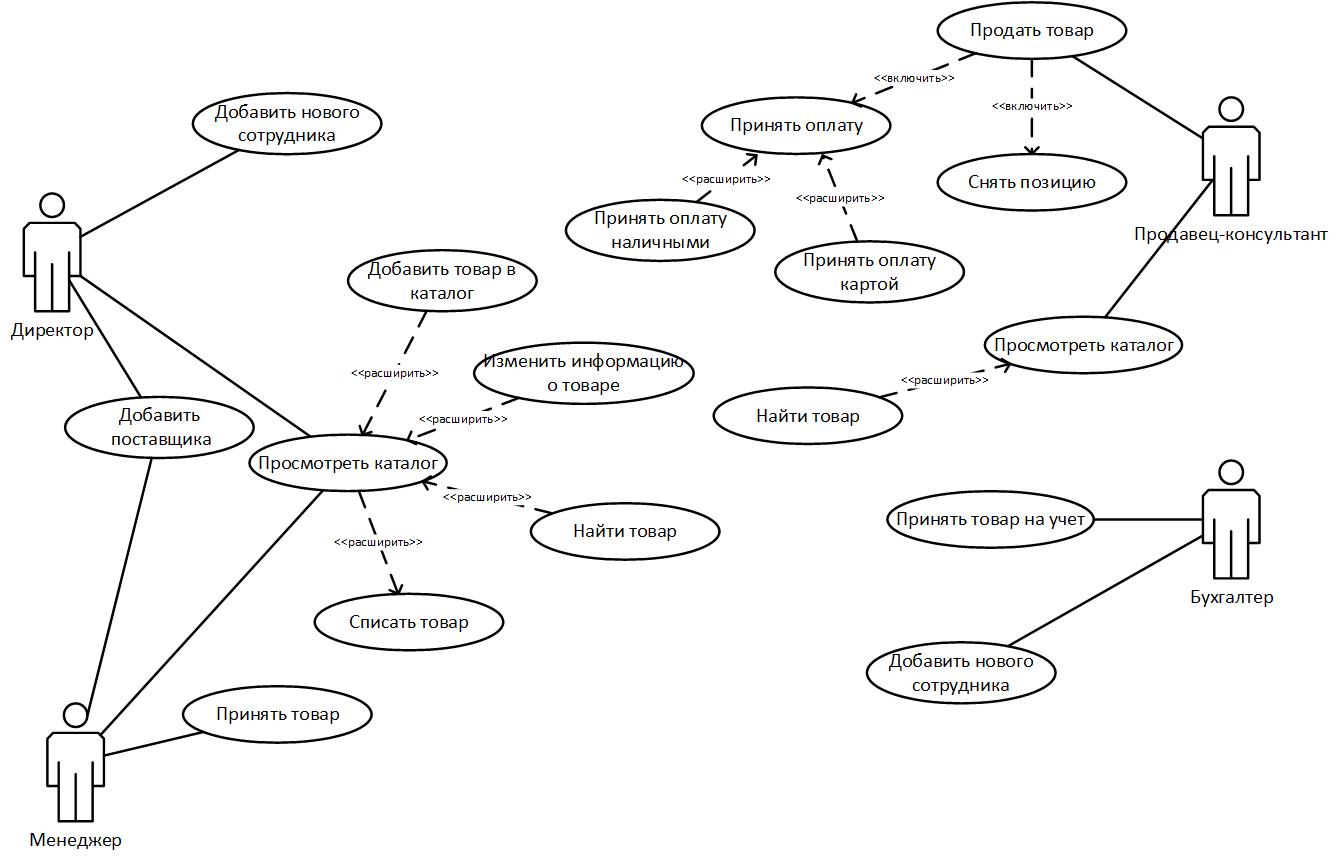 Продать товар
<<включить>>
<<включить>>
Добавить нового
сотрудника
Принять оплату
<<расширить>>
<<расширить>>
Снять позицию
Принять оплату
наличными
Продавец-консультант
Принять оплату
картой
Добавить товар в
каталог
Директор
Просмотреть каталог
<<расширить>>
Изменить информацию
о товаре
<<расширить>>
Найти товар
Добавить
поставщика
<<расширить>>
Просмотреть каталог
<<расширить>>
Найти товар
<<расширить>>
Принять товар на учет
Бухгалтер
Списать товар
Добавить нового
сотрудника
Принять товар
Менеджер